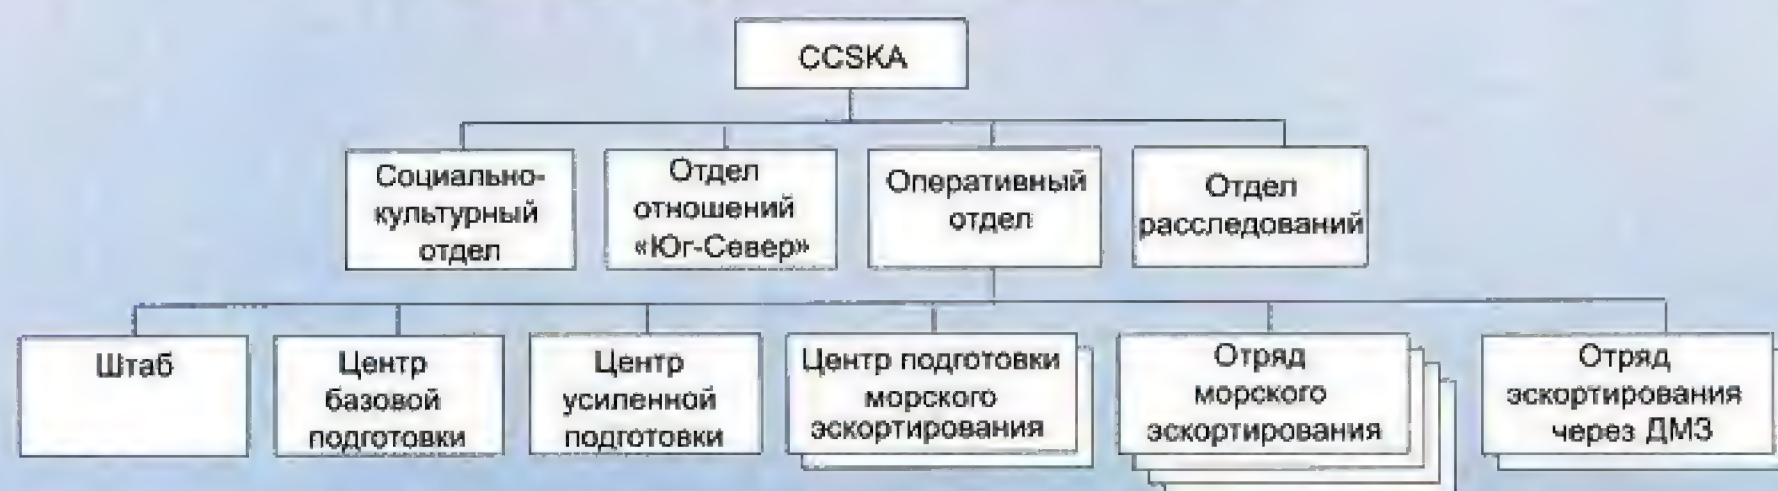 CCSKA
Социально-
культурный
отдел
Отдел
отношений
«Юг-Север»
Оперативный
отдел
Отдел
расследований
Штаб
Центр
базовой
подготовки
Центр
усиленной
подготовки
Центр подготовки
морского
эскортирования
Отряд
морского
эскортирования
Отряд
эскортирования
через ДМЗ